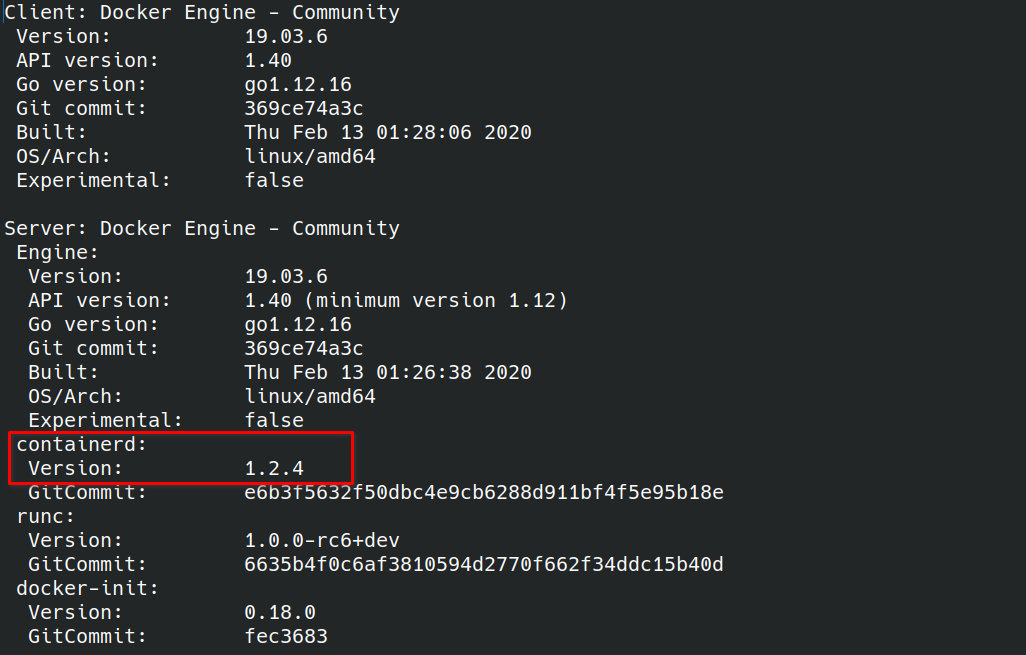 Client: Docker Engine - Community
 Version:           19.03.6
 API version:       1.40
 Go version:        go1.12.16
 Git commit:        369ce74a3c
 Built:             Thu Feb 13 01:28:06 2020
 OS/Arch:           linux/amd64
 Experimental:      false

Server: Docker Engine - Community
 Engine:
  Version:          19.03.6
  API version:      1.40 (minimum version 1.12)
  Go version:       go1.12.16
  Git commit:       369ce74a3c
  Built:            Thu Feb 13 01:26:38 2020
  OS/Arch:          linux/amd64
  Experimental:     false
 containerd:
  Version:          1.2.4
  GitCommit:        e6b3f5632f50dbc4e9cb6288d911bf4f5e95b18e
 runc:
  Version:          1.0.0-rc6+dev
  GitCommit:        6635b4f0c6af3810594d2770f662f34ddc15b40d
 docker-init:
  Version:          0.18.0
  GitCommit:        fec3683